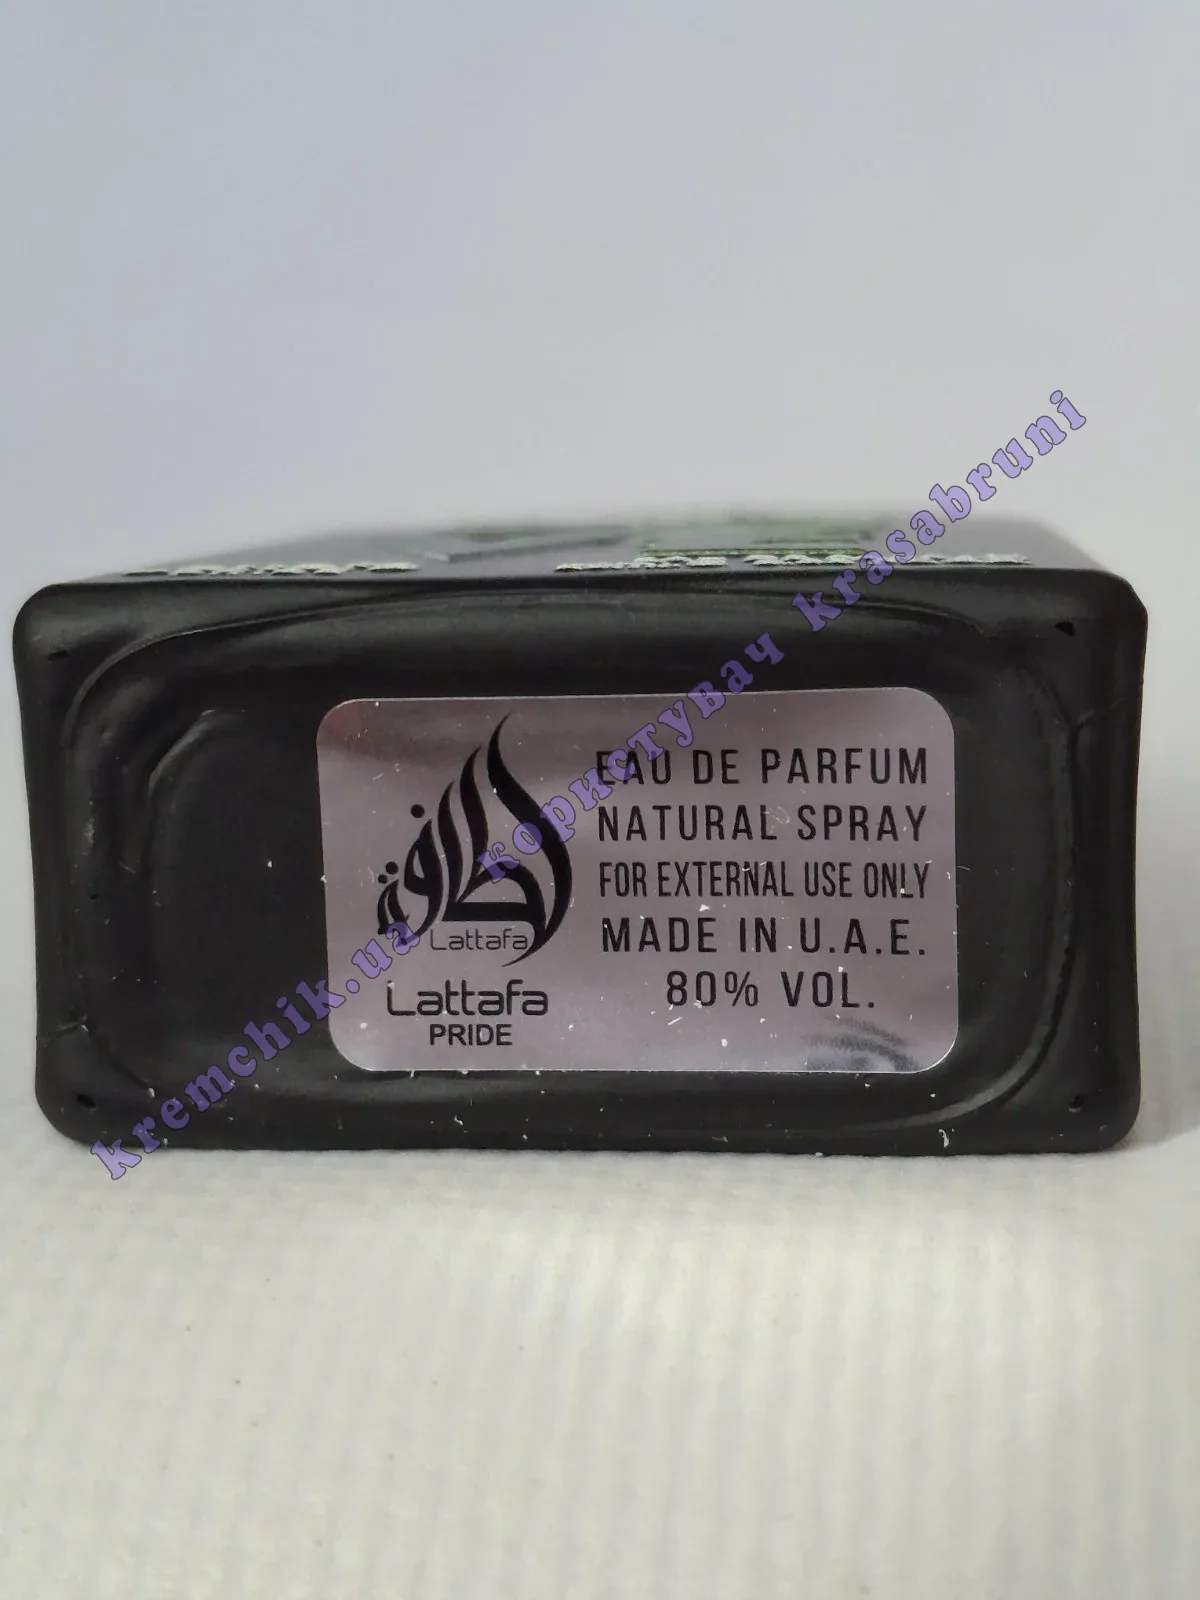 اطافة
Lattafa
Lattafa
PRIDE
EAU DE PARFUM
NATURAL SPRAY
FOR EXTERNAL USE ONLY
MADE IN U.A.E.
80% VOL.
kremchik.ua користувач krasabruni